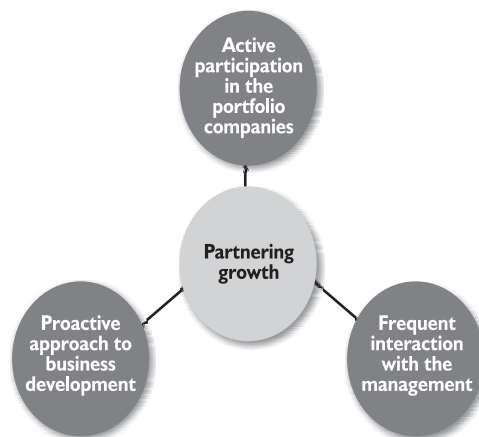 Active
participation
in the
portfolio
companies
Partnering
growth
Proactive
approach to
business
development
Frequent
interaction
with the
management